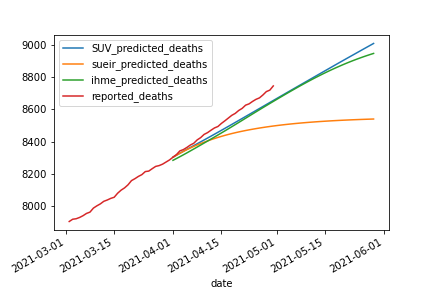 SUV_predicted_deaths
sueir_predicted_deaths
ihme_predicted_deaths
reported_deaths
9000
8800
8600
8400
8200
8000
2021-03-01
2021-03-15
2021-04-01
2021-04-15
2021-05-01
2021-05-15
2021-06-01
date